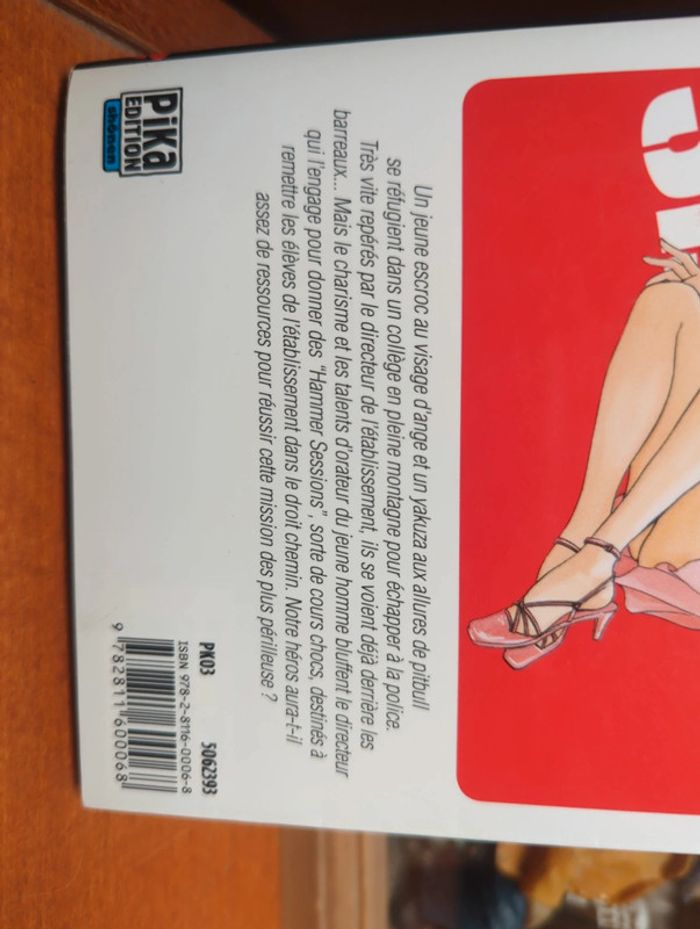 Un jeune escroc au visage d'ange et un yakuza aux allures de pitbull
se réfugient dans un collège en pleine montagne pour échapper à la police.
Très vite repérés par le directeur de l'établissement, ils se voient déjà derrière les
barreaux... Mais le charisme et les talents d'orateur du jeune homme bluffent le directeur
qui l'engage pour donner des "Hammer Sessions", sorte de cours chocs, destinés à
remettre les élèves de l'établissement dans le droit chemin. Notre héros aura-t-il
assez de ressources pour réussir cette mission des plus périlleuse ?
Pika
EDITION
shônen
PK03 5062393
ISBN 978-2-8116-0006-8
9 782811 600068